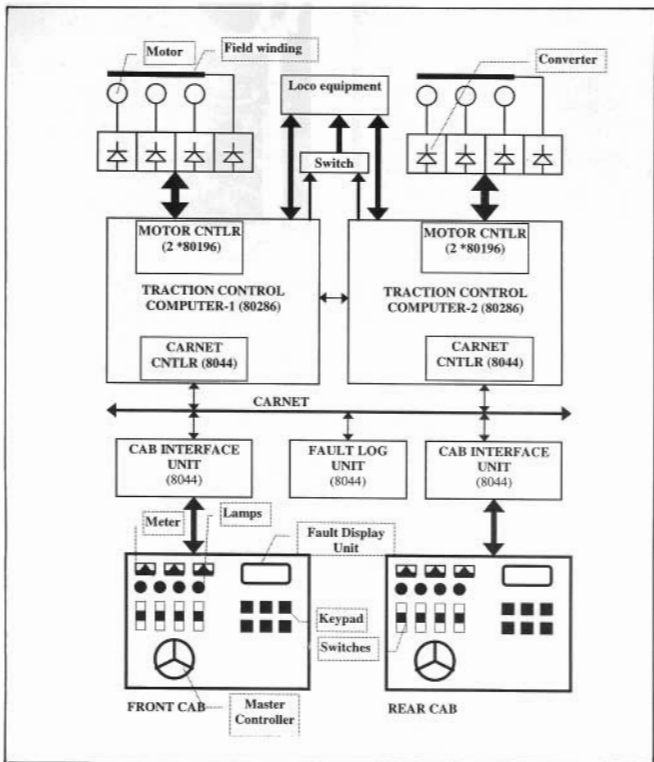 Motor
Field winding
Converter
Loco equipment
Switch
MOTOR CNTLR
(2 *80196)
MOTOR CNTLR
(2 *80196)
TRACTION CONTROL
COMPUTER-1 (80286)
TRACTION CONTROL
COMPUTER-2 (80286)
CARNET
CNTLR (8044)
CARNET
CNTLR (8044)
CARNET
CAB INTERFACE
UNIT
(8044)
FAULT LOG
UNIT
(8044)
CAB INTERFACE
UNIT
(8044)
Meter
Lamps
Fault Display
Unit
Keypad
Switches
FRONT CAB
Master
Controller
REAR CAB